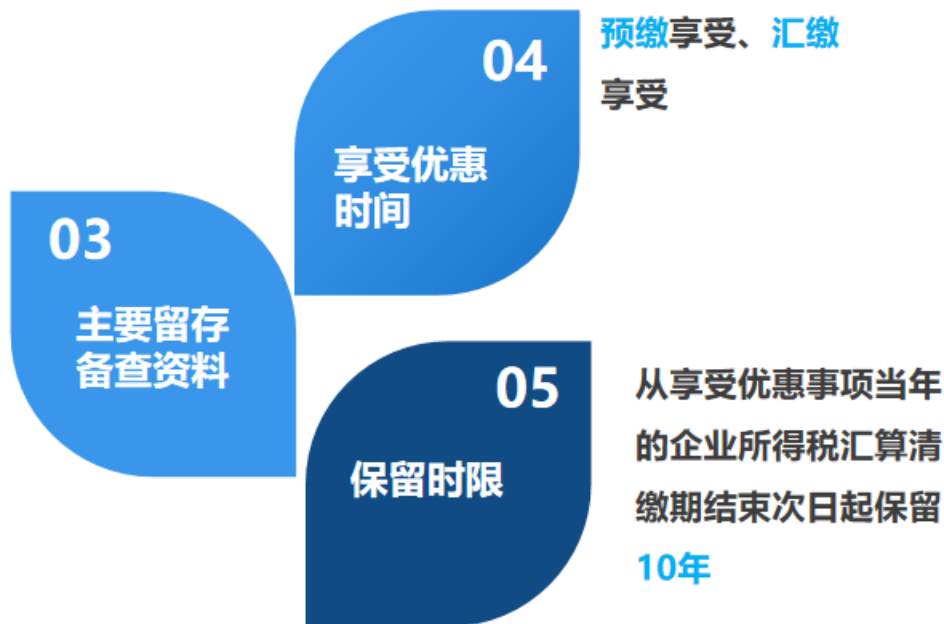 03
主要留存
备查资料
04
享受优惠
时间
预缴享受、汇缴
享受
05
保留时限
从享受优惠事项当年
的企业所得税汇算清
缴期结束次日起保留
10年